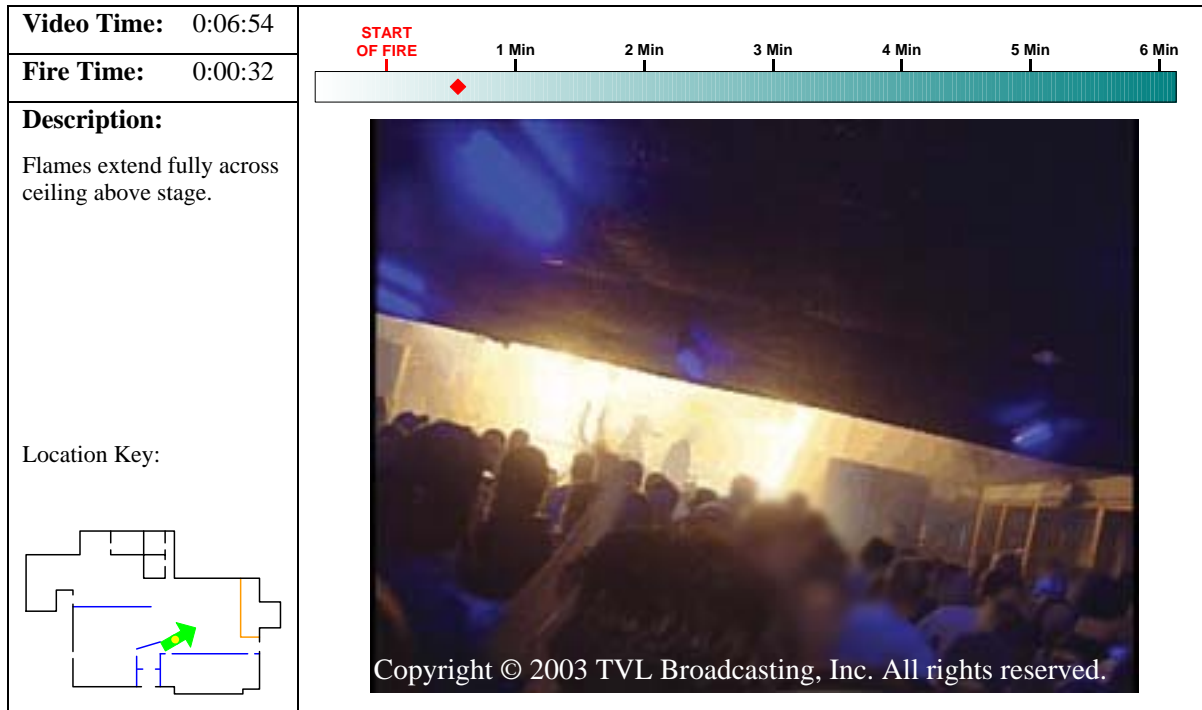 Video Time: 0:06:54
Fire Time: 0:00:32
Description:
Flames extend fully across
ceiling above stage.
Location Key:
START
OF FIRE
1 Min 2 Min 3 Min 4 Min 5 Min 6 Min
Copyright © 2003 TVL Broadcasting, Inc. All rights reserved.